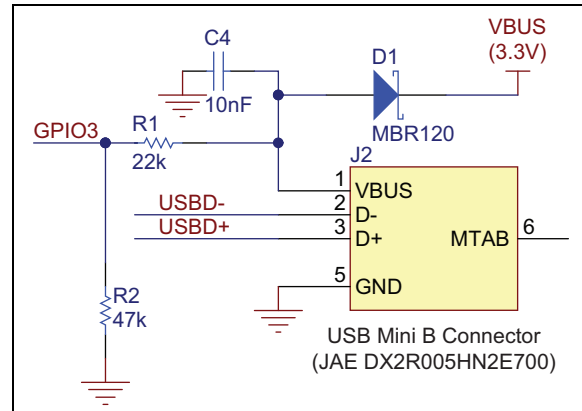 C4
10nF
VBUS
(3.3V)
D1
MBR120
GPIO3
R1
22k
J2
1
VBUS
USBD-
2
D-
USBD+
3
D+
MTAB
6
5
GND
R2
47k
USB Mini B Connector
(JAE DX2R005HN2E700)